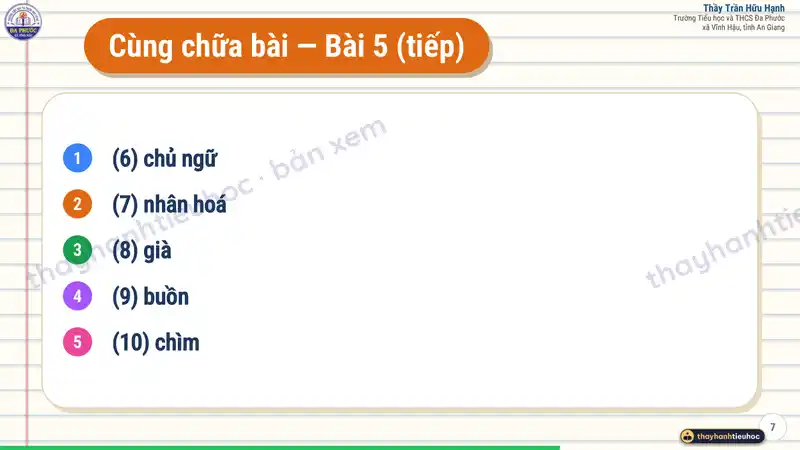 Thầy Trần Hữu Hạnh
Trường Tiểu học và THCS Đa Phước
xã Vĩnh Hậu, tỉnh An Giang
ĐA PHƯỚC
Cùng chữa bài — Bài 5 (tiếp)
1 (6) chủ ngữ
2 (7) nhân hoá
3 (8) già
4 (9) buồn
5 (10) chìm
thayhanhtieuhoc · bản xem
thayhanhtie
7
thayhanhtieuhoc